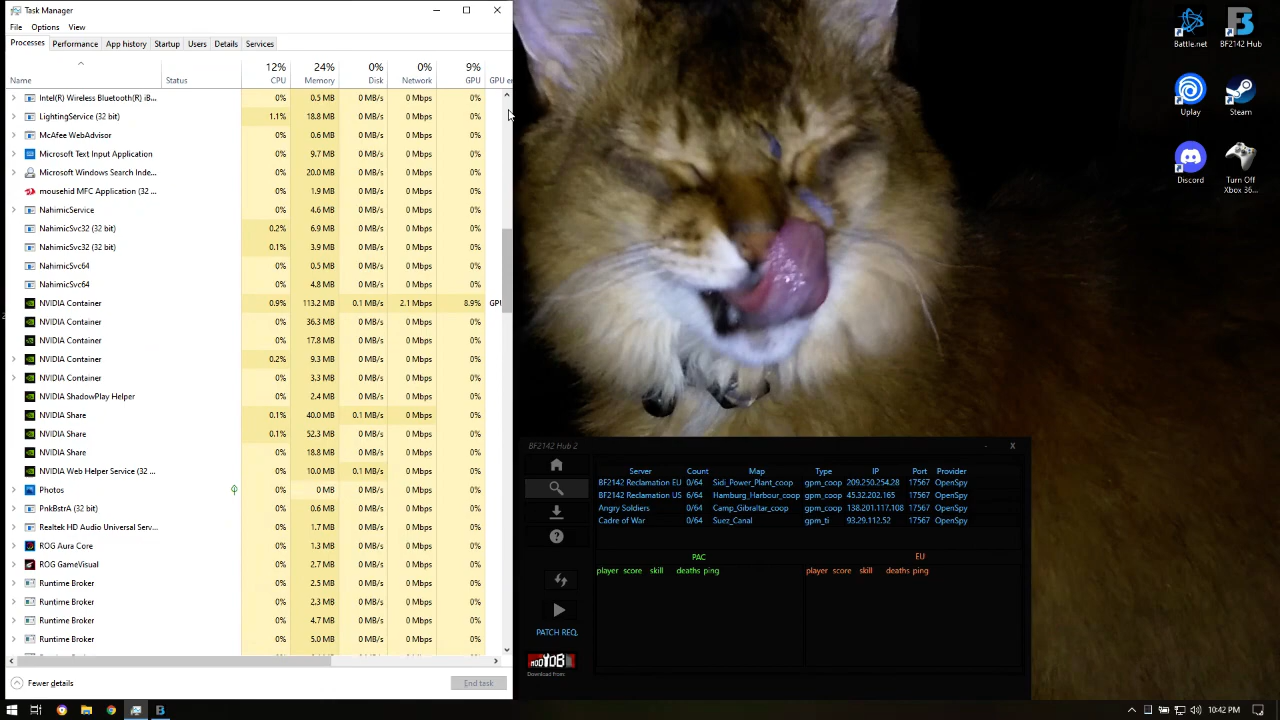 Task Manager
File Options View
Processes Performance App history Startup Users Details Services
12% 24% 0% 0% 9%
Name Status CPU Memory Disk Network GPU GPU en
Intel(R) Wireless Bluetooth(R) iB... 0% 0.5 MB 0 MB/s 0 Mbps 0%
LightingService (32 bit) 1.1% 18.8 MB 0 MB/s 0 Mbps 0%
McAfee WebAdvisor 0% 0.6 MB 0 MB/s 0 Mbps 0%
Microsoft Text Input Application 0% 9.7 MB 0 MB/s 0 Mbps 0%
Microsoft Windows Search Inde... 0% 20.0 MB 0 MB/s 0 Mbps 0%
mousehid MFC Application (32 ... 0% 1.9 MB 0 MB/s 0 Mbps 0%
NahimicService 0% 4.6 MB 0 MB/s 0 Mbps 0%
NahimicSvc32 (32 bit) 0.2% 6.9 MB 0 MB/s 0 Mbps 0%
NahimicSvc32 (32 bit) 0.1% 3.9 MB 0 MB/s 0 Mbps 0%
NahimicSvc64 0% 0.5 MB 0 MB/s 0 Mbps 0%
NahimicSvc64 0% 4.8 MB 0 MB/s 0 Mbps 0%
NVIDIA Container 0.9% 113.2 MB 0.1 MB/s 2.1 Mbps 8.9% GPU
NVIDIA Container 0% 36.3 MB 0 MB/s 0 Mbps 0%
NVIDIA Container 0% 17.8 MB 0 MB/s 0 Mbps 0%
NVIDIA Container 0.2% 9.3 MB 0 MB/s 0 Mbps 0%
NVIDIA Container 0% 3.3 MB 0 MB/s 0 Mbps 0%
NVIDIA ShadowPlay Helper 0% 2.4 MB 0 MB/s 0 Mbps 0%
NVIDIA Share 0.1% 40.0 MB 0.1 MB/s 0 Mbps 0%
NVIDIA Share 0.1% 52.3 MB 0 MB/s 0 Mbps 0%
NVIDIA Share 0% 18.8 MB 0 MB/s 0 Mbps 0%
NVIDIA Web Helper Service (32 ... 0% 10.0 MB 0.1 MB/s 0 Mbps 0%
Photos 0% 0 MB 0 MB/s 0 Mbps 0%
PnkBstrA (32 bit) 0% 0.6 MB 0 MB/s 0 Mbps 0%
Realtek HD Audio Universal Serv... 0% 1.7 MB 0 MB/s 0 Mbps 0%
ROG Aura Core 0% 1.3 MB 0 MB/s 0 Mbps 0%
ROG GameVisual 0% 2.7 MB 0 MB/s 0 Mbps 0%
Runtime Broker 0% 2.5 MB 0 MB/s 0 Mbps 0%
Runtime Broker 0% 2.3 MB 0 MB/s 0 Mbps 0%
Runtime Broker 0% 4.7 MB 0 MB/s 0 Mbps 0%
Runtime Broker 0% 5.0 MB 0 MB/s 0 Mbps 0%
Fewer details End task
Battle.net BF2142 Hub
Uplay Steam
Discord Turn Off Xbox 36...
BF2142 Hub 2 - x
Server Count Map Type IP Port Provider
BF2142 Reclamation EU 0/64 Sidi_Power_Plant_coop gpm_coop 209.250.254.28 17567 OpenSpy
BF2142 Reclamation US 6/64 Hamburg_Harbour_coop gpm_coop 45.32.202.165 17567 OpenSpy
Angry Soldiers 0/64 Camp_Gibraltar_coop gpm_coop 138.201.117.108 17567 OpenSpy
Cadre of War 0/64 Suez_Canal gpm_ti 93.29.112.52 17567 OpenSpy
PAC EU
player score skill deaths ping player score skill deaths ping
PATCH REQ.
MODDB
Download from:
10:42 PM